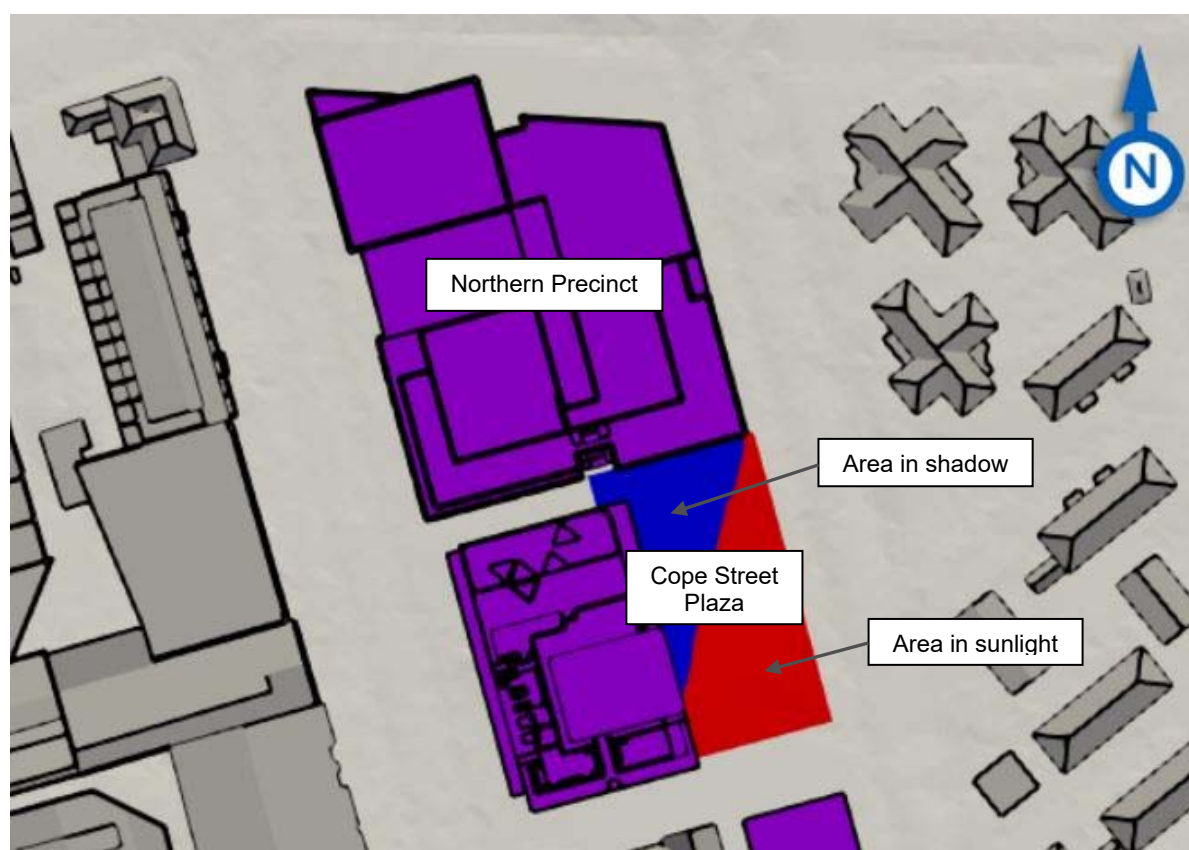 N
Northern Precinct
Area in shadow
Cope Street
Plaza
Area in sunlight